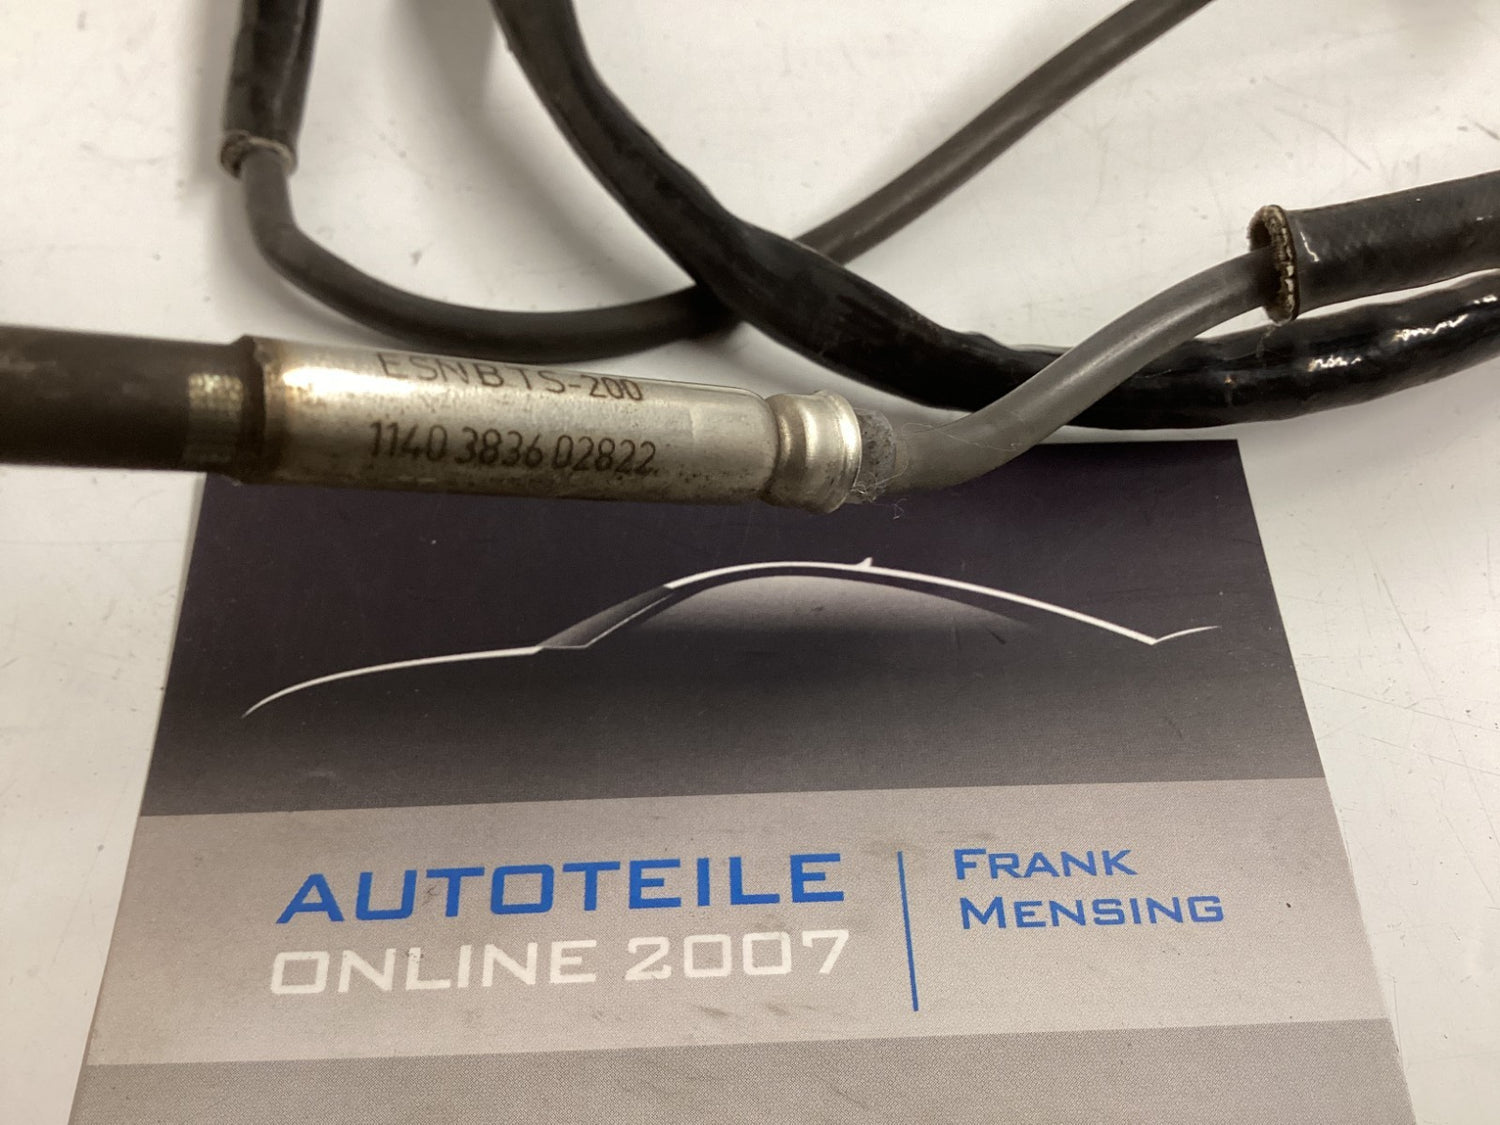 ESNBTS-200
1140 3836 02822
AUTOTEILE
ONLINE 2007
FRANK
MENSING